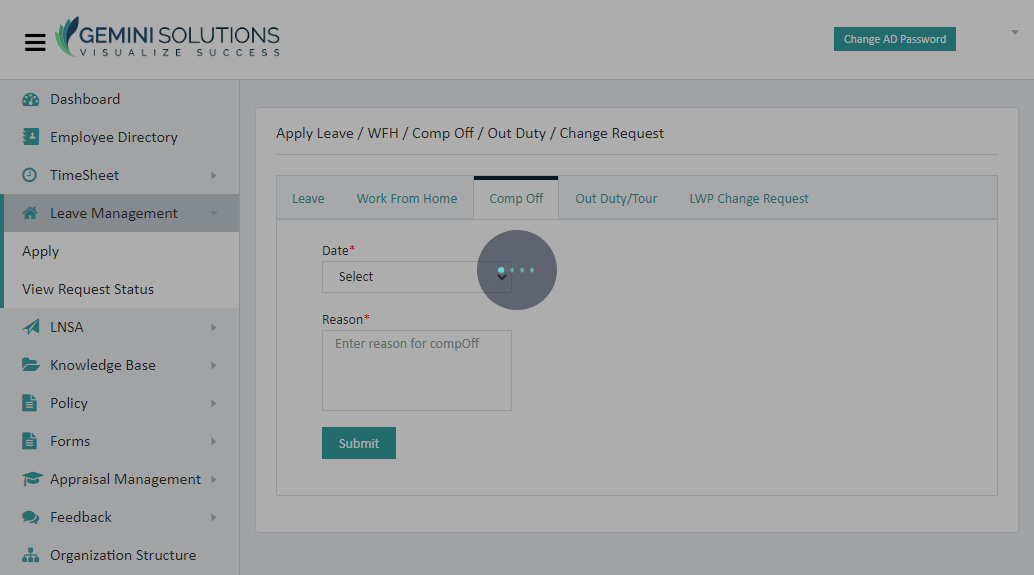 GEMINI SOLUTIONS
VISUALIZE SUCCESS
Change AD Password
Dashboard
Employee Directory
TimeSheet
Leave Management
Apply
View Request Status
LNSA
Knowledge Base
Policy
Forms
Appraisal Management
Feedback
Organization Structure
Apply Leave / WFH / Comp Off / Out Duty / Change Request
Leave Work From Home Comp Off Out Duty/Tour LWP Change Request
Date*
Select
Reason*
Enter reason for compOff
Submit